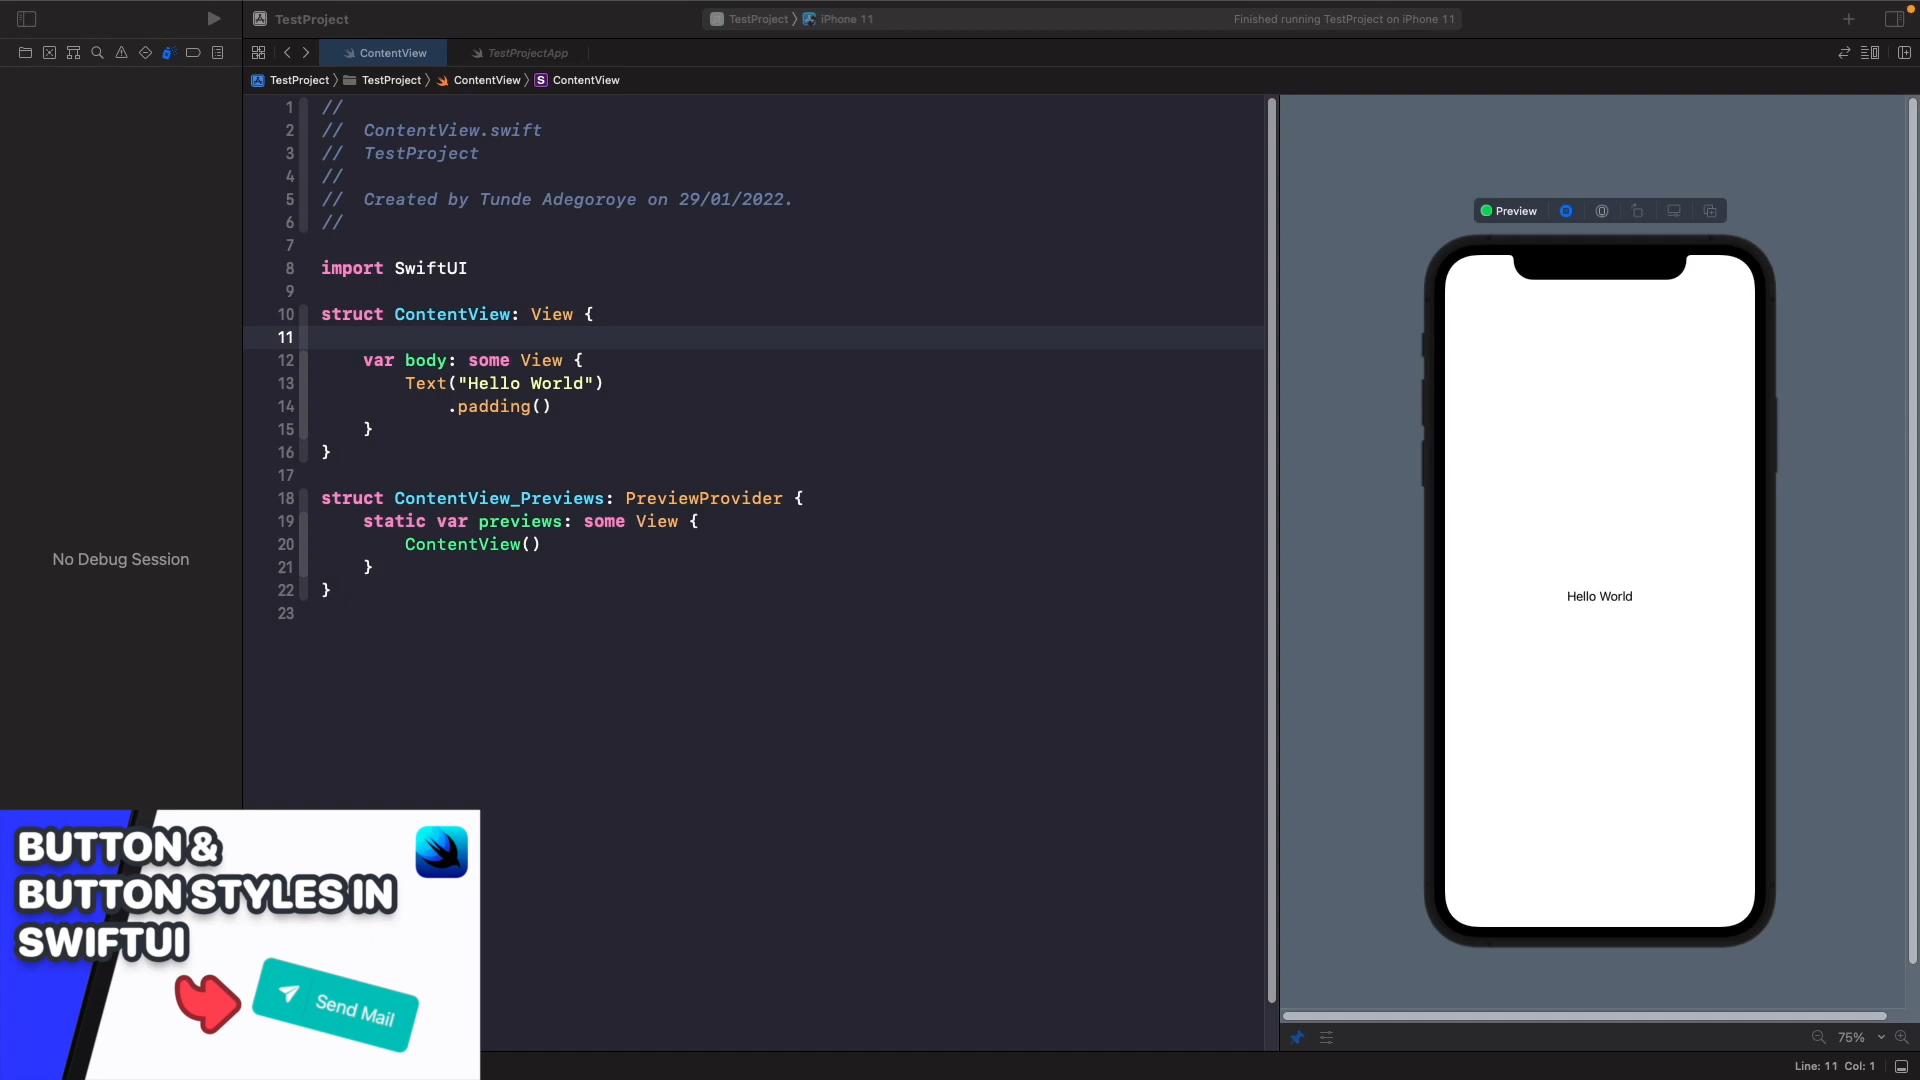 TestProject
TestProject
iPhone 11
Finished running TestProject on iPhone 11
ContentView
TestProjectApp
TestProject
TestProject
ContentView
S
ContentView
1 //
2 //  ContentView.swift
3 //  TestProject
4 //
5 //  Created by Tunde Adegoroye on 29/01/2022.
6 //
7
8 import SwiftUI
9
10 struct ContentView: View {
11
12     var body: some View {
13         Text("Hello World")
14             .padding()
15     }
16 }
17
18 struct ContentView_Previews: PreviewProvider {
19     static var previews: some View {
20         ContentView()
21     }
22 }
23
No Debug Session
Preview
Hello World
BUTTON &
BUTTON STYLES IN
SWIFTUI
Send Mail
75%
Line: 11 Col: 1